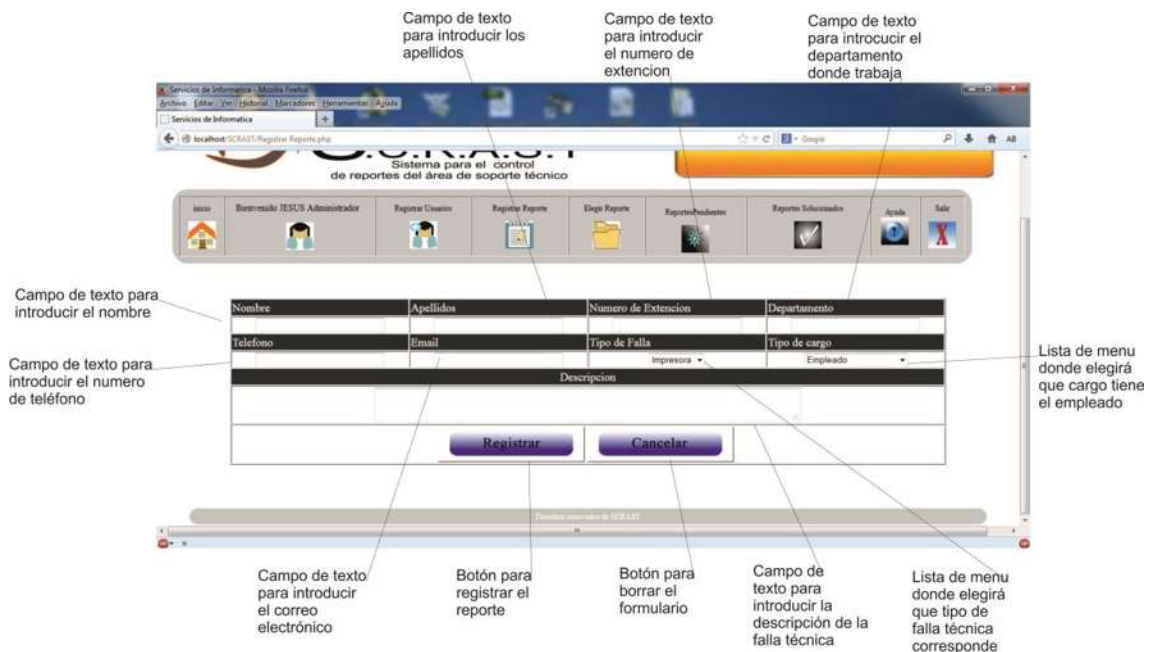 Campo de texto
para introducir los
apellidos
Campo de texto
para introducir
el numero de
extencion
Campo de texto
para introcucir el
departamento
donde trabaja
Servicios de Informatica - Mozilla Firefox
Archivo Editar Ver Historial Marcadores Herramientas Ayuda
Servicios de Informatica
localhost/SCRAST/Registrar Reporte.php
Google
S.C.R.A.S.T
Sistema para el control
de reportes del área de soporte técnico
inicio
Bienvenido JESUS Administrador
Registrar Usuarios
Registrar Reporte
Elegir Reporte
ReportesPendientes
Reportes Solucionados
Ayuda
Salir
Campo de texto para
introducir el nombre
Nombre Apellidos Numero de Extencion Departamento
Telefono Email Tipo de Falla Tipo de cargo
Impresora Empleado
Campo de texto para
introducir el numero
de teléfono
Lista de menu
donde elegirá
que cargo tiene
el empleado
Descripcion
Registrar Cancelar
Derechos reservados de SCRAST
Campo de texto
para introducir
el correo
electrónico
Botón para
registrar el
reporte
Botón para
borrar el
formulario
Campo de
texto para
introducir la
descripción de la
falla técnica
Lista de menu
donde elegirá
que tipo de
falla técnica
corresponde